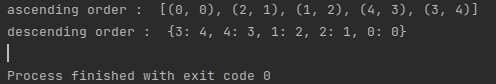 ascending order :  [(0, 0), (2, 1), (1, 2), (4, 3), (3, 4)]
descending order :  {3: 4, 4: 3, 1: 2, 2: 1, 0: 0}
Process finished with exit code 0